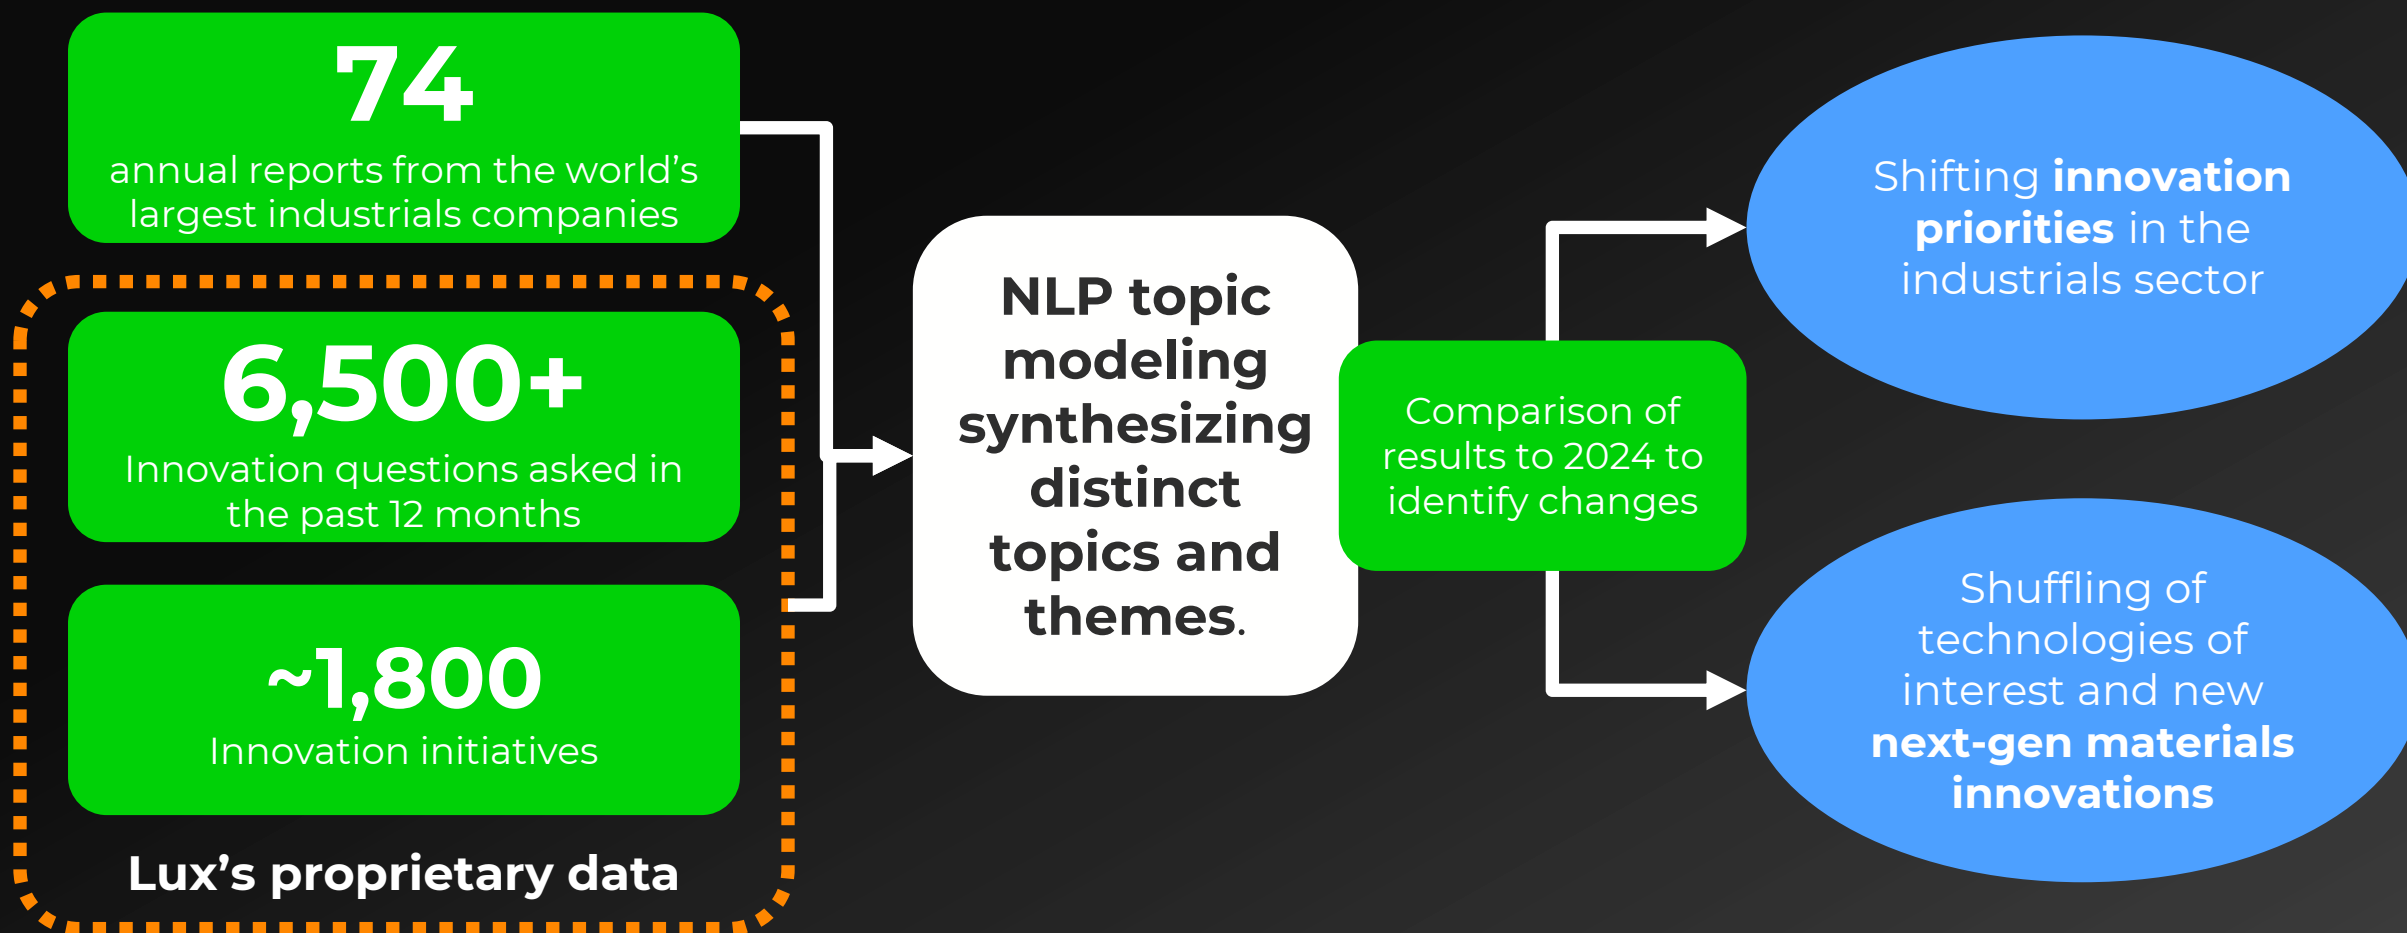 74
annual reports from the world’s
largest industrials companies
6,500+
Innovation questions asked in
the past 12 months
~1,800
Innovation initiatives
Lux’s proprietary data
NLP topic
modeling
synthesizing
distinct
topics and
themes.
Comparison of
results to 2024 to
identify changes
Shifting innovation
priorities in the
industrials sector
Shuffling of
technologies of
interest and new
next-gen materials
innovations